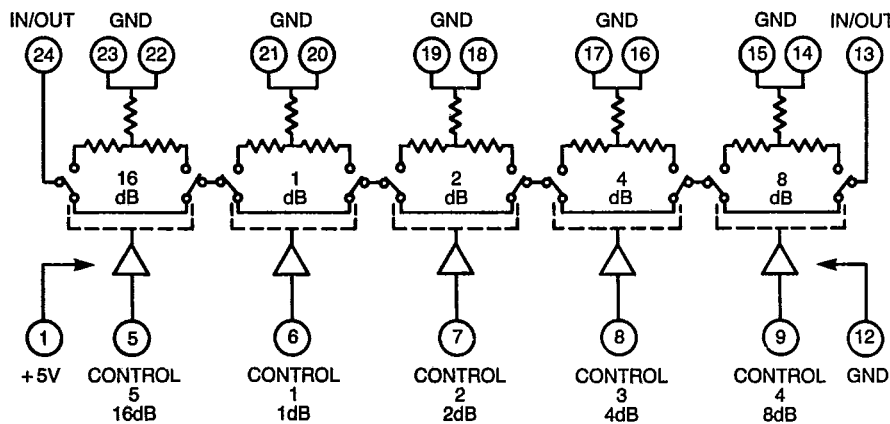 IN/OUT GND GND GND GND GND IN/OUT
24 23 22 21 20 19 18 17 16 15 14 13
16 1 2 4 8
dB dB dB dB dB
1 5 6 7 8 9 12
+5V CONTROL CONTROL CONTROL CONTROL CONTROL GND
5 1 2 3 4
16dB 1dB 2dB 4dB 8dB